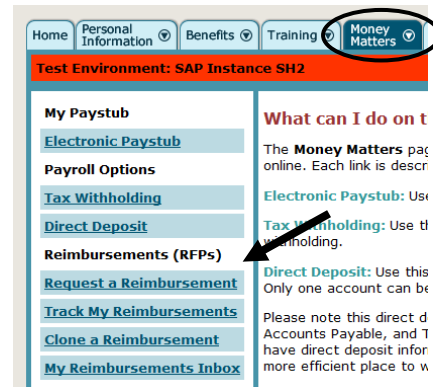 Home
Personal Information
Benefits
Training
Money Matters
Test Environment: SAP Instance SH2
My Paystub
Electronic Paystub
Payroll Options
Tax Withholding
Direct Deposit
Reimbursements (RFPs)
Request a Reimbursement
Track My Reimbursements
Clone a Reimbursement
My Reimbursements Inbox
What can I do on t
The Money Matters pag
online. Each link is descri
Electronic Paystub: Use
Tax Withholding: Use th
withholding.
Direct Deposit: Use this
Only one account can be
Please note this direct d
Accounts Payable, and T
have direct deposit infor
more efficient place to w